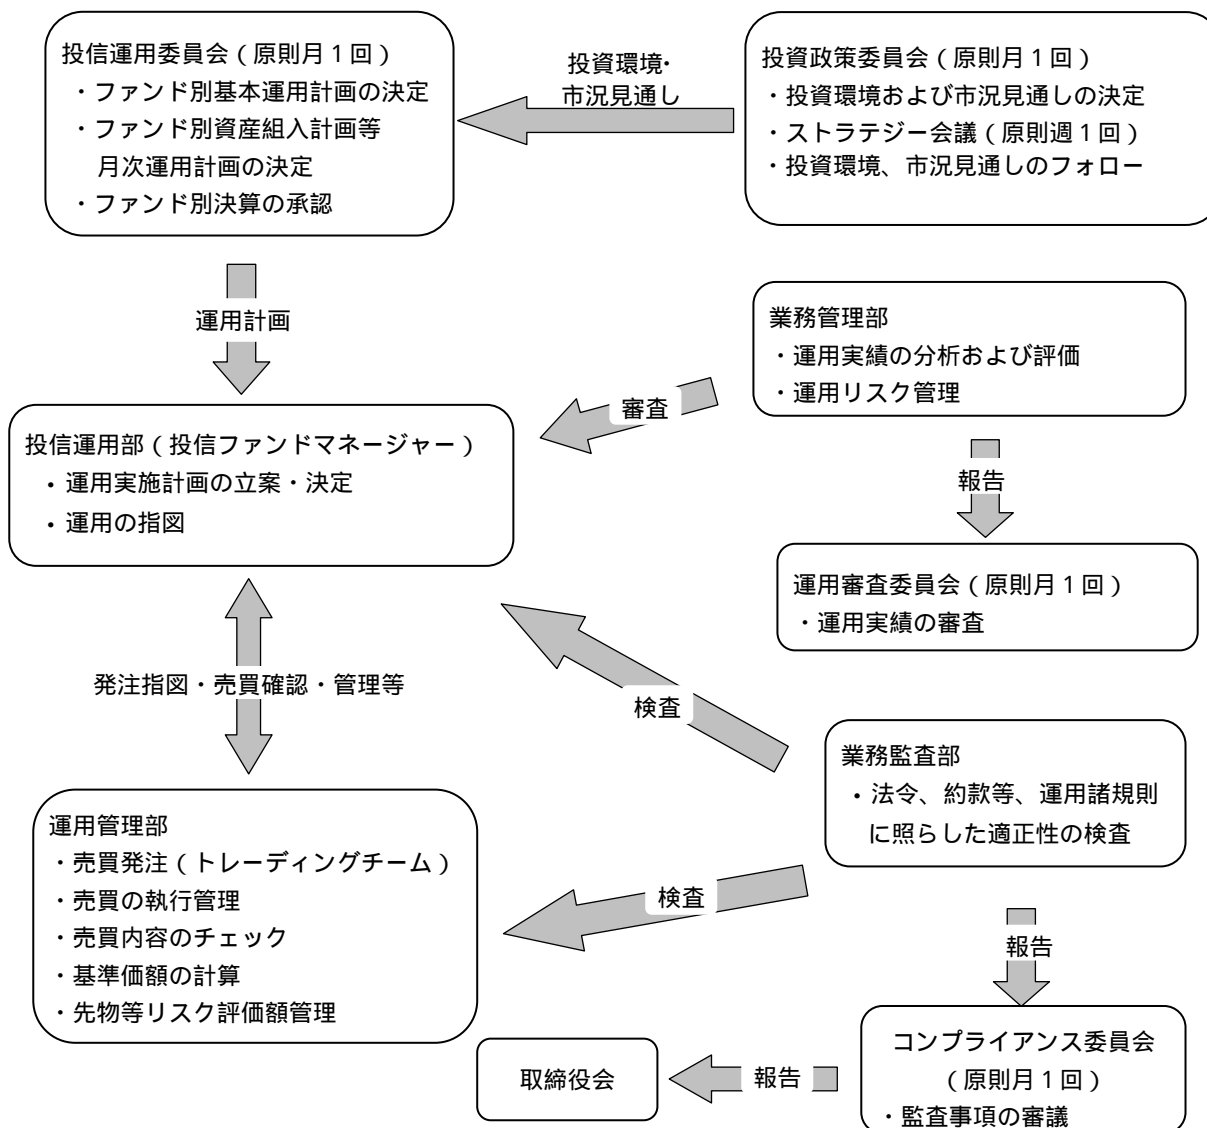 投信運用委員会(原則月1回)
・ファンド別基本運用計画の決定
・ファンド別資産組入計画等
月次運用計画の決定
・ファンド別決算の承認
投資環境・
市況見通し
投資政策委員会(原則月1回)
・投資環境および市況見通しの決定
・ストラテジー会議(原則週1回)
・投資環境、市況見通しのフォロー
運用計画
業務管理部
・運用実績の分析および評価
・運用リスク管理
審査
投信運用部(投信ファンドマネージャー)
・運用実施計画の立案・決定
・運用の指図
報告
運用審査委員会(原則月1回)
・運用実績の審査
発注指図・売買確認・管理等
検査
業務監査部
・法令、約款等、運用諸規則
に照らした適正性の検査
運用管理部
・売買発注(トレーディングチーム)
・売買の執行管理
・売買内容のチェック
・基準価額の計算
・先物等リスク評価額管理
検査
報告
コンプライアンス委員会
(原則月1回)
・監査事項の審議
報告
取締役会